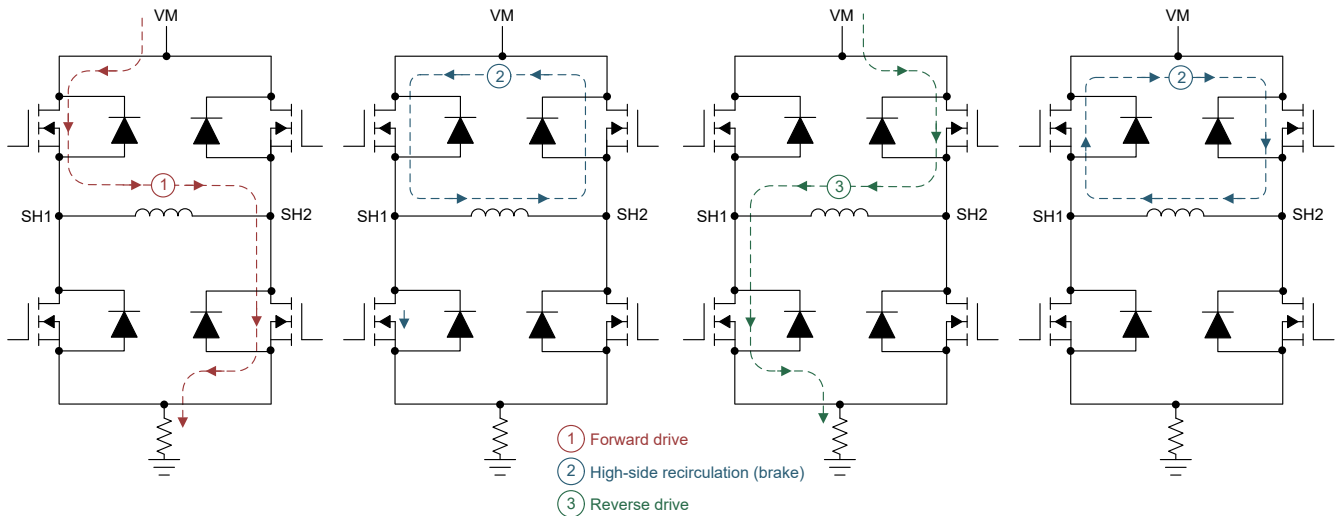 VM VM VM VM
2 2
1 3
SH1 SH2 SH1 SH2 SH1 SH2 SH1 SH2
1 Forward drive
2 High-side recirculation (brake)
3 Reverse drive